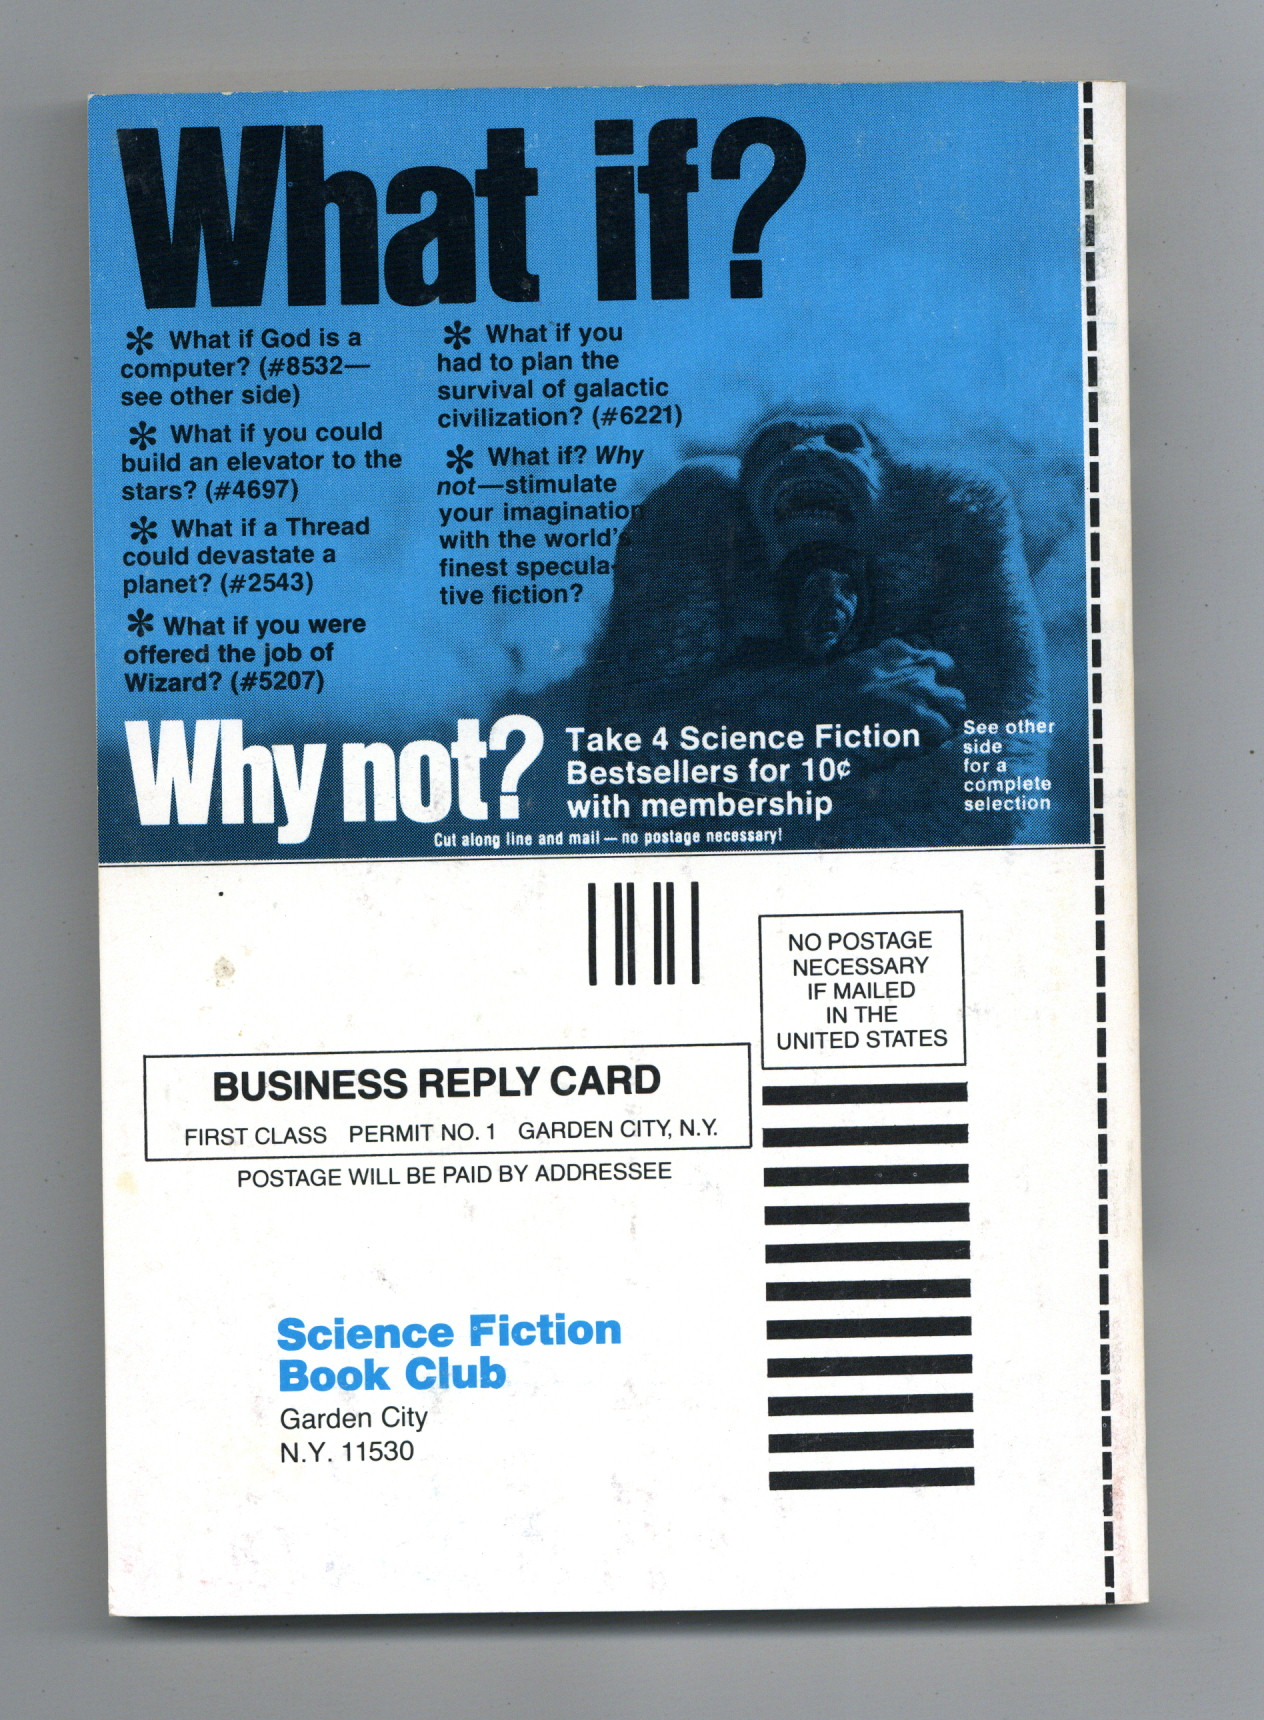 What if?
* What if God is a
computer? (#8532—
see other side)
* What if you could
build an elevator to the
stars? (#4697)
* What if a Thread
could devastate a
planet? (#2543)
* What if you were
offered the job of
Wizard? (#5207)
* What if you
had to plan the
survival of galactic
civilization? (#6221)
* What if? Why
not—stimulate
your imagination
with the world's
finest specula-
tive fiction?
Why not?
Take 4 Science Fiction
Bestsellers for 10¢
with membership
See other
side
for a
complete
selection
Cut along line and mail — no postage necessary!
NO POSTAGE
NECESSARY
IF MAILED
IN THE
UNITED STATES
BUSINESS REPLY CARD
FIRST CLASS PERMIT NO. 1 GARDEN CITY, N.Y.
POSTAGE WILL BE PAID BY ADDRESSEE
Science Fiction
Book Club
Garden City
N.Y. 11530